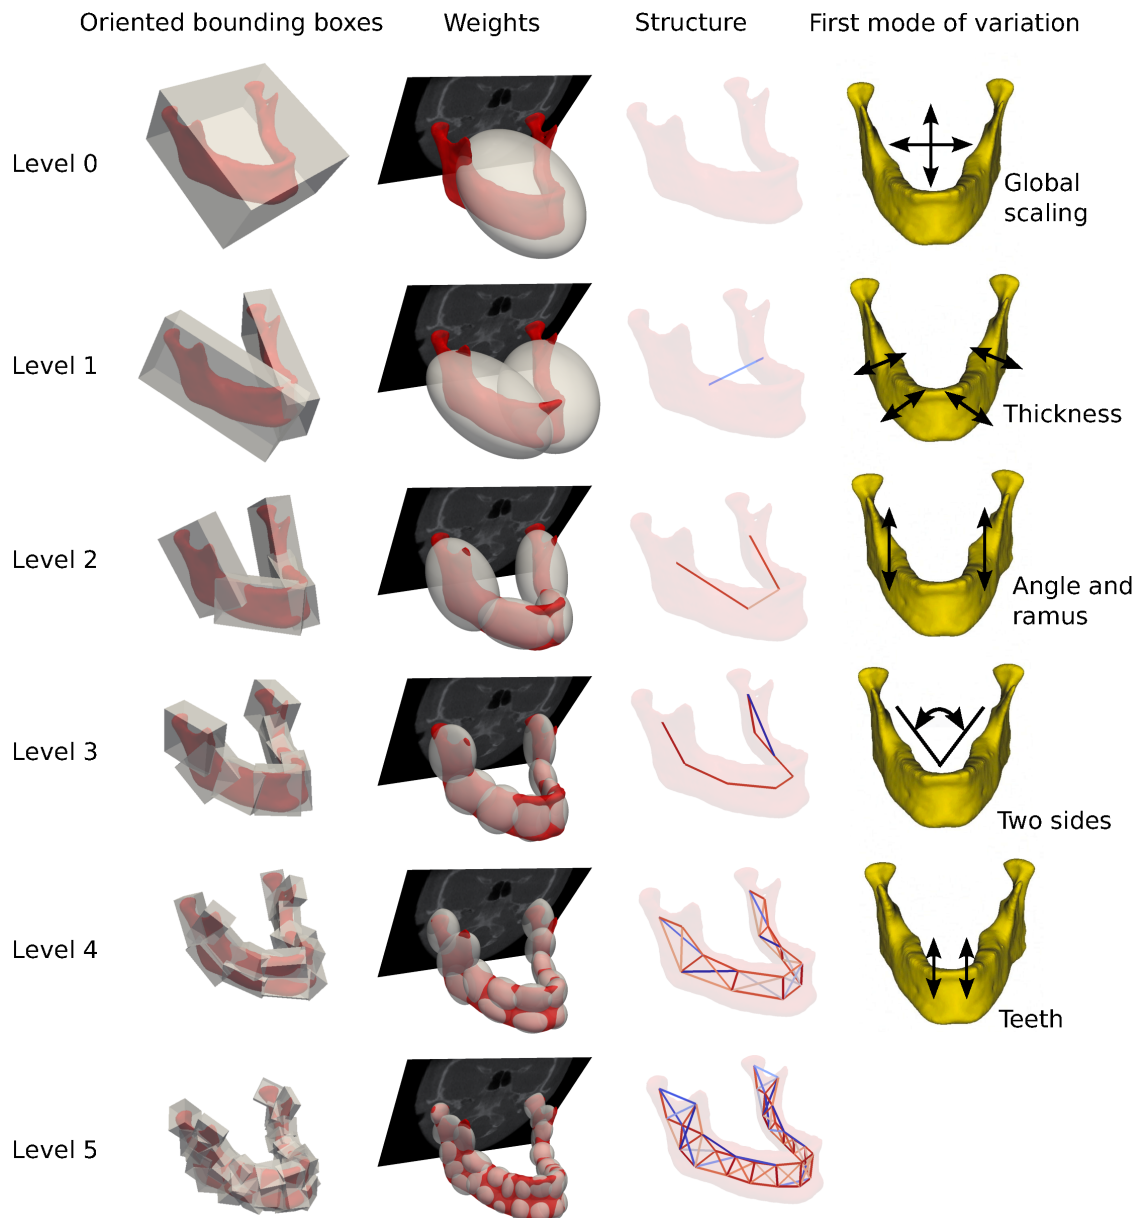 Oriented bounding boxes Weights Structure First mode of variation
Level 0
Global
scaling
Level 1
Thickness
Level 2
Angle and
ramus
Level 3
Two sides
Level 4
Teeth
Level 5